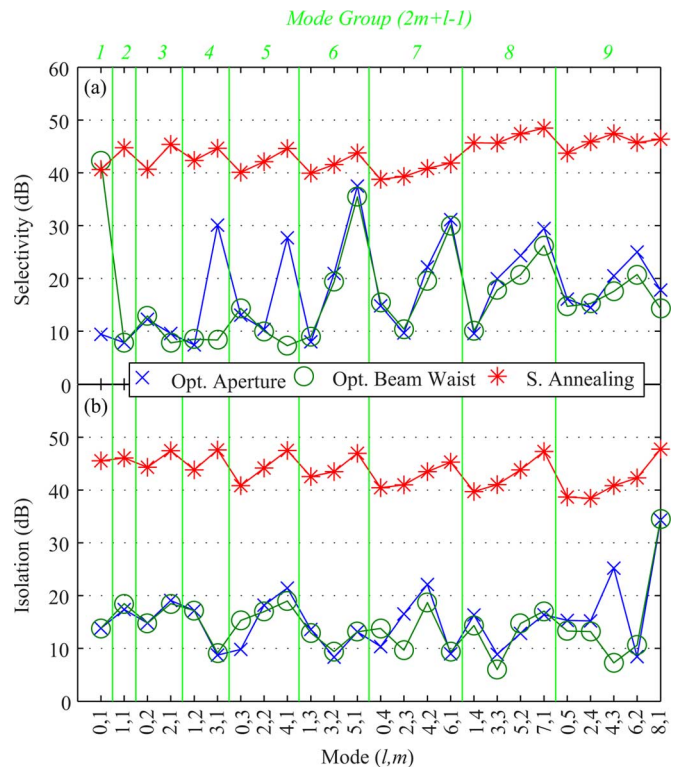 Mode Group (2m+l-1)
1 2 3 4 5 6 7 8 9
(a)
60
50
40
30
20
10
0
Selectivity (dB)
Opt. Aperture Opt. Beam Waist S. Annealing
(b)
50
40
30
20
10
0
Isolation (dB)
0,1 1,1 0,2 2,1 1,2 3,1 0,3 2,2 4,1 1,3 3,2 5,1 0,4 2,3 4,2 6,1 1,4 3,3 5,2 7,1 0,5 2,4 4,3 6,2 8,1
Mode (l,m)